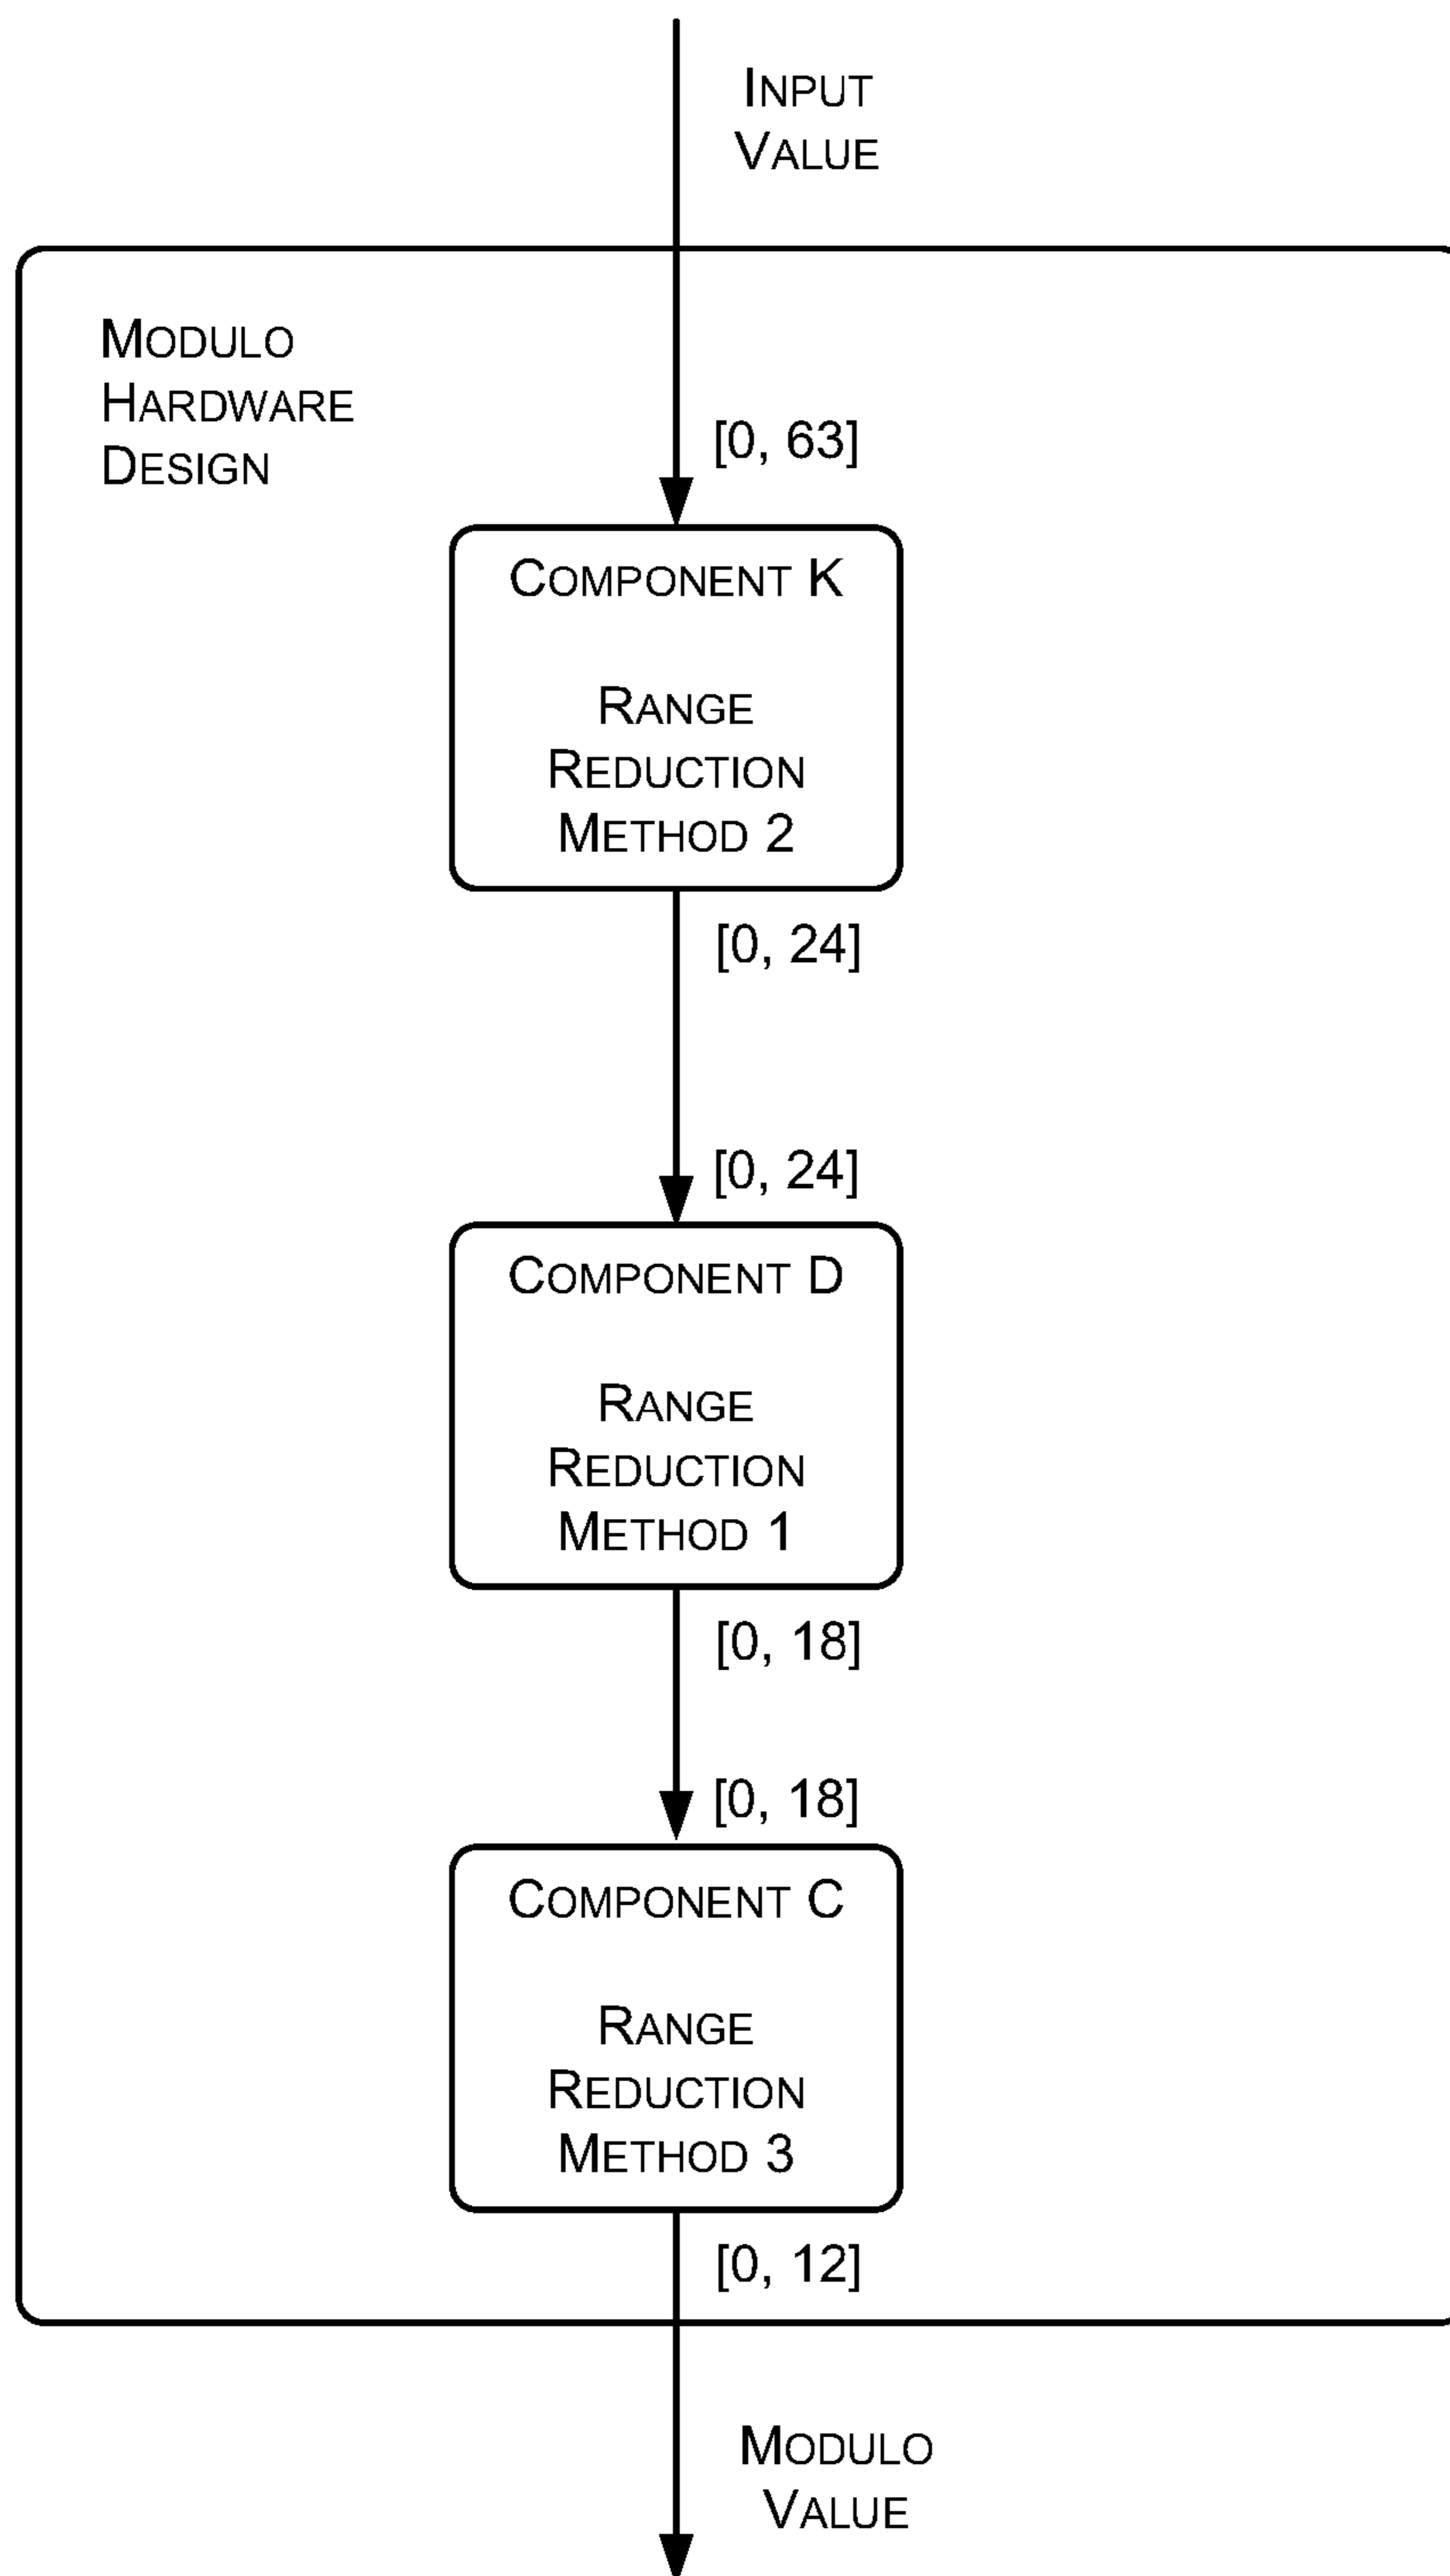 INPUT
VALUE
MODULO
HARDWARE
DESIGN
[0, 63]
COMPONENT K
RANGE
REDUCTION
METHOD 2
[0, 24]
[0, 24]
COMPONENT D
RANGE
REDUCTION
METHOD 1
[0, 18]
[0, 18]
COMPONENT C
RANGE
REDUCTION
METHOD 3
[0, 12]
MODULO
VALUE